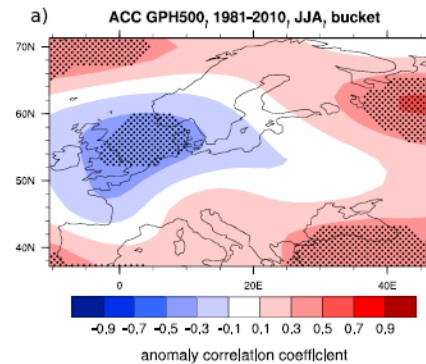 a) ACC GPH500, 1981-2010, JJA, bucket
70N
60N
50N
40N
0 20E 40E
-0.9 -0.7 -0.5 -0.3 -0.1 0.1 0.3 0.5 0.7 0.9
anomaly correlation coefficient